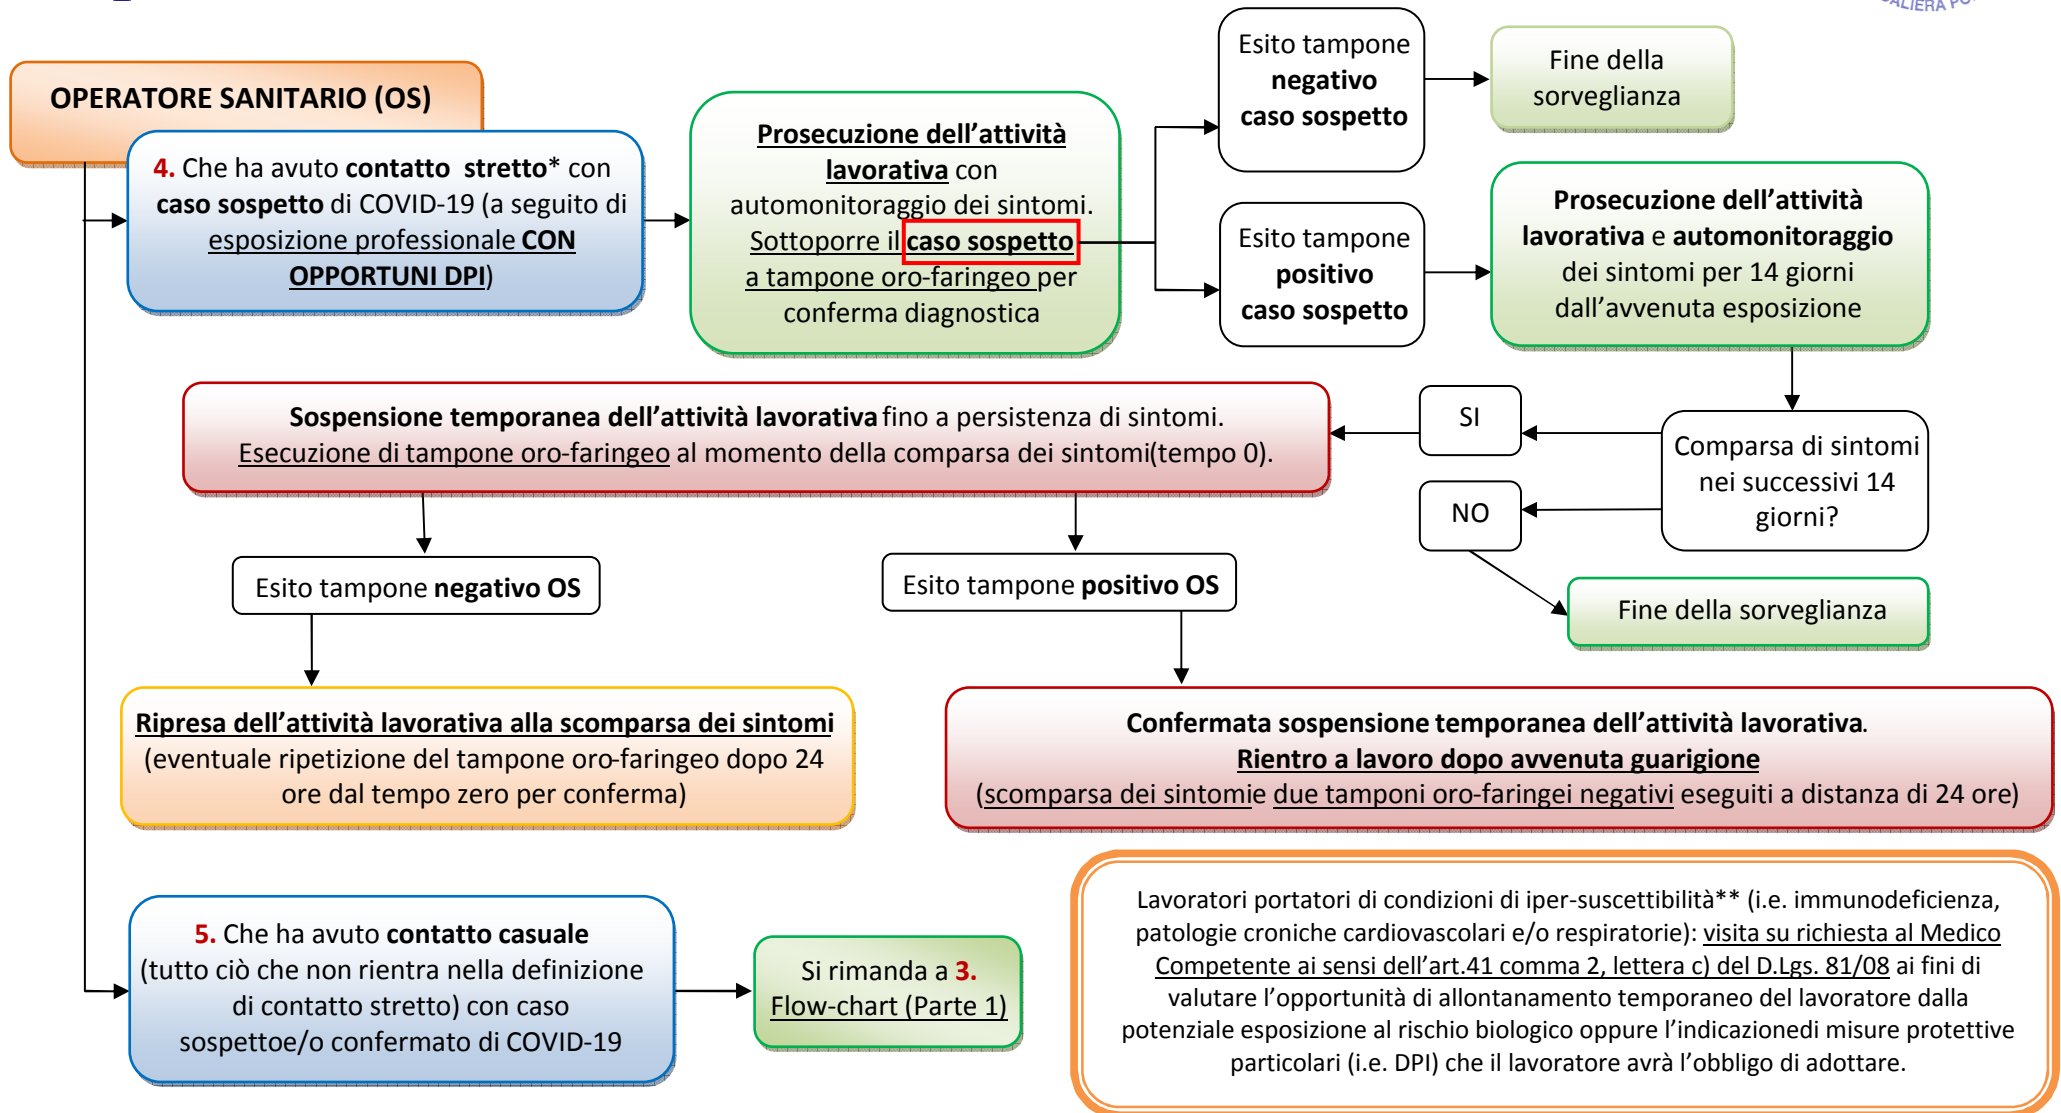 ALIERA PO
OPERATORE SANITARIO (OS)
4. Che ha avuto contatto stretto* con
caso sospetto di COVID-19 (a seguito di
esposizione professionale CON
OPPORTUNI DPI)
Prosecuzione dell'attività
lavorativa con
automonitoraggio dei sintomi.
Sottoporre il caso sospetto
a tampone oro-faringeo per
conferma diagnostica
Esito tampone
negativo
caso sospetto
Fine della
sorveglianza
Esito tampone
positivo
caso sospetto
Prosecuzione dell'attività
lavorativa e automonitoraggio
dei sintomi per 14 giorni
dall'avvenuta esposizione
Comparsa di sintomi
nei successivi 14
giorni?
SI
NO
Fine della sorveglianza
Sospensione temporanea dell'attività lavorativa fino a persistenza di sintomi.
Esecuzione di tampone oro-faringeo al momento della comparsa dei sintomi(tempo 0).
Esito tampone negativo OS
Esito tampone positivo OS
Ripresa dell'attività lavorativa alla scomparsa dei sintomi
(eventuale ripetizione del tampone oro-faringeo dopo 24
ore dal tempo zero per conferma)
Confermata sospensione temporanea dell'attività lavorativa.
Rientro a lavoro dopo avvenuta guarigione
(scomparsa dei sintomie due tamponi oro-faringei negativi eseguiti a distanza di 24 ore)
5. Che ha avuto contatto casuale
(tutto ciò che non rientra nella definizione
di contatto stretto) con caso
sospettoe/o confermato di COVID-19
Si rimanda a 3.
Flow-chart (Parte 1)
Lavoratori portatori di condizioni di iper-suscettibilità** (i.e. immunodeficienza,
patologie croniche cardiovascolari e/o respiratorie): visita su richiesta al Medico
Competente ai sensi dell'art.41 comma 2, lettera c) del D.Lgs. 81/08 ai fini di
valutare l'opportunità di allontanamento temporaneo del lavoratore dalla
potenziale esposizione al rischio biologico oppure l'indicazionedi misure protettive
particolari (i.e. DPI) che il lavoratore avrà l'obbligo di adottare.